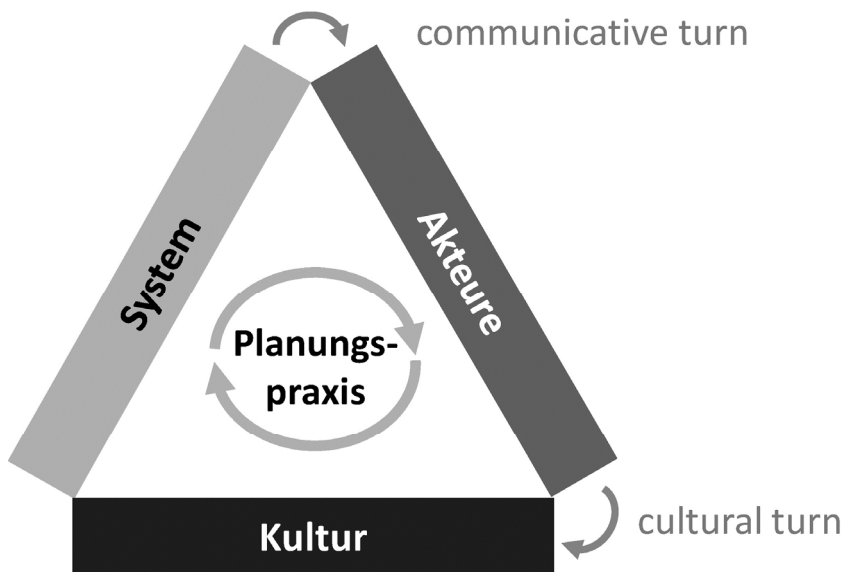 communicative turn
System
Akteure
Planungs-
praxis
Kultur
cultural turn